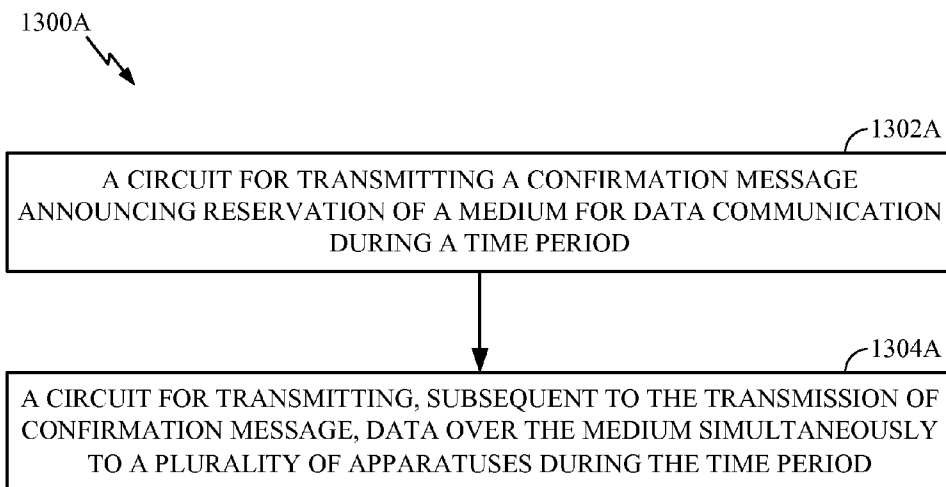 1300A
1302A
A CIRCUIT FOR TRANSMITTING A CONFIRMATION MESSAGE
ANNOUNCING RESERVATION OF A MEDIUM FOR DATA COMMUNICATION
DURING A TIME PERIOD
1304A
A CIRCUIT FOR TRANSMITTING, SUBSEQUENT TO THE TRANSMISSION OF
CONFIRMATION MESSAGE, DATA OVER THE MEDIUM SIMULTANEOUSLY
TO A PLURALITY OF APPARATUSES DURING THE TIME PERIOD